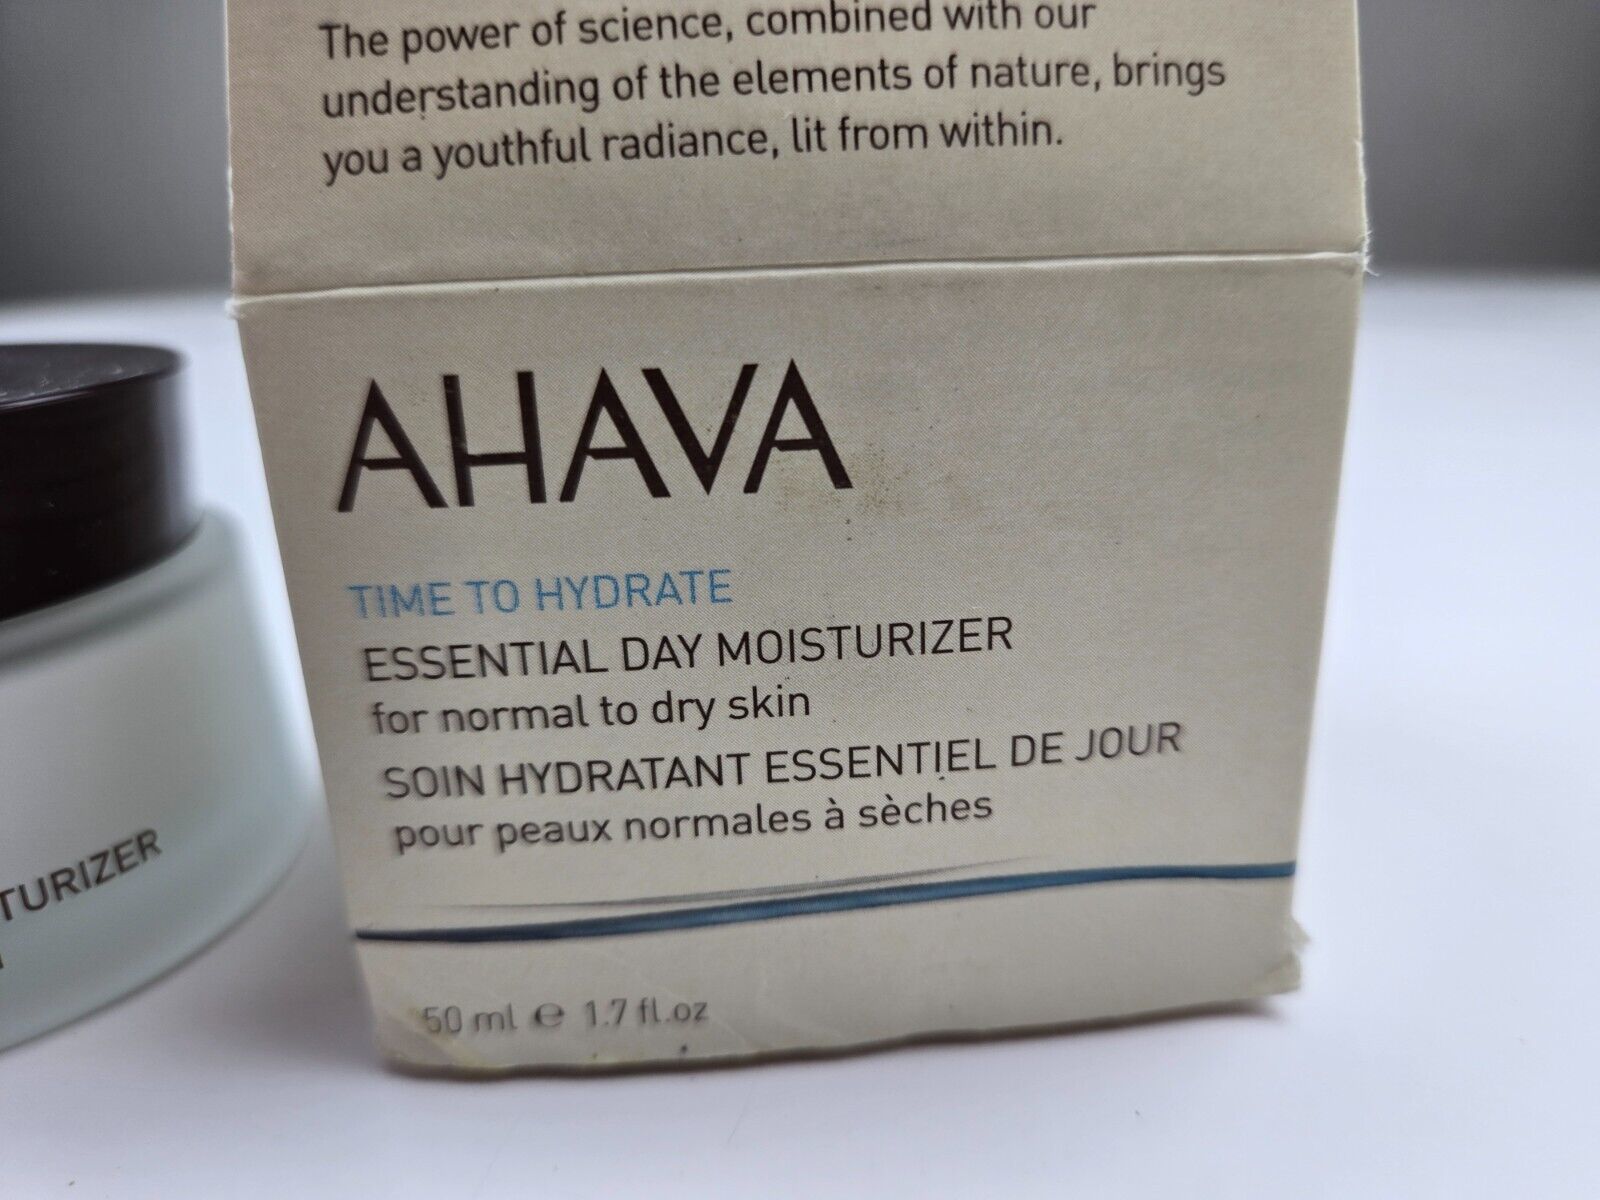 The power of science, combined with our
understanding of the elements of nature, brings
you a youthful radiance, lit from within.
AHAVA
TIME TO HYDRATE
ESSENTIAL DAY MOISTURIZER
for normal to dry skin
SOIN HYDRATANT ESSENTIEL DE JOUR
pour peaux normales à sèches
50 ml ℮ 1.7 fl.oz
TURIZER